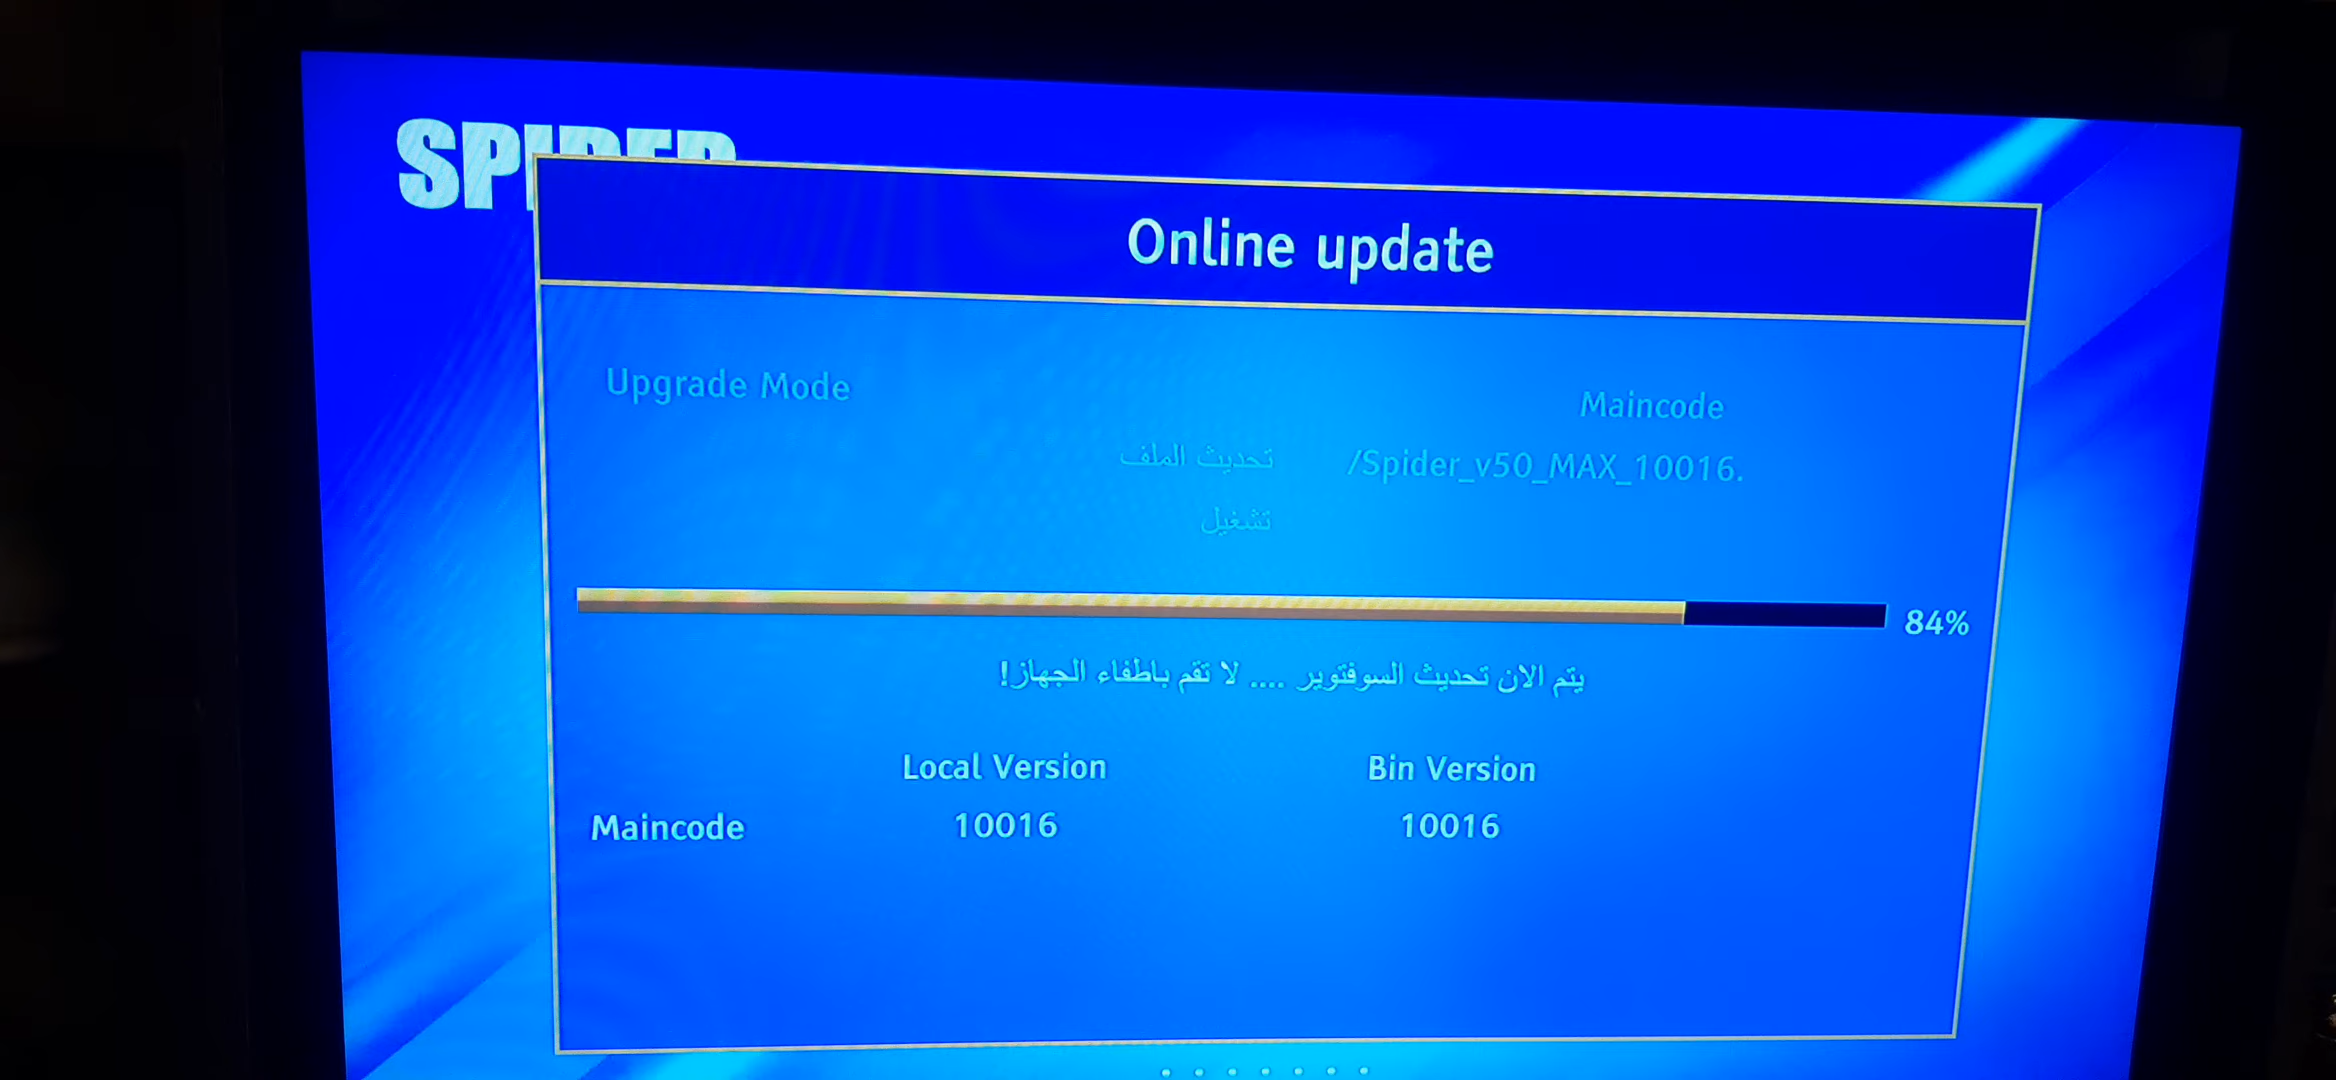 SPIDER
Online update
Upgrade Mode Maincode
تحديث الملف /Spider_v50_MAX_10016.
تشغيل
84%
يتم الان تحديث السوفتوير .... لا تقم باطفاء الجهاز!
Local Version Bin Version
Maincode 10016 10016